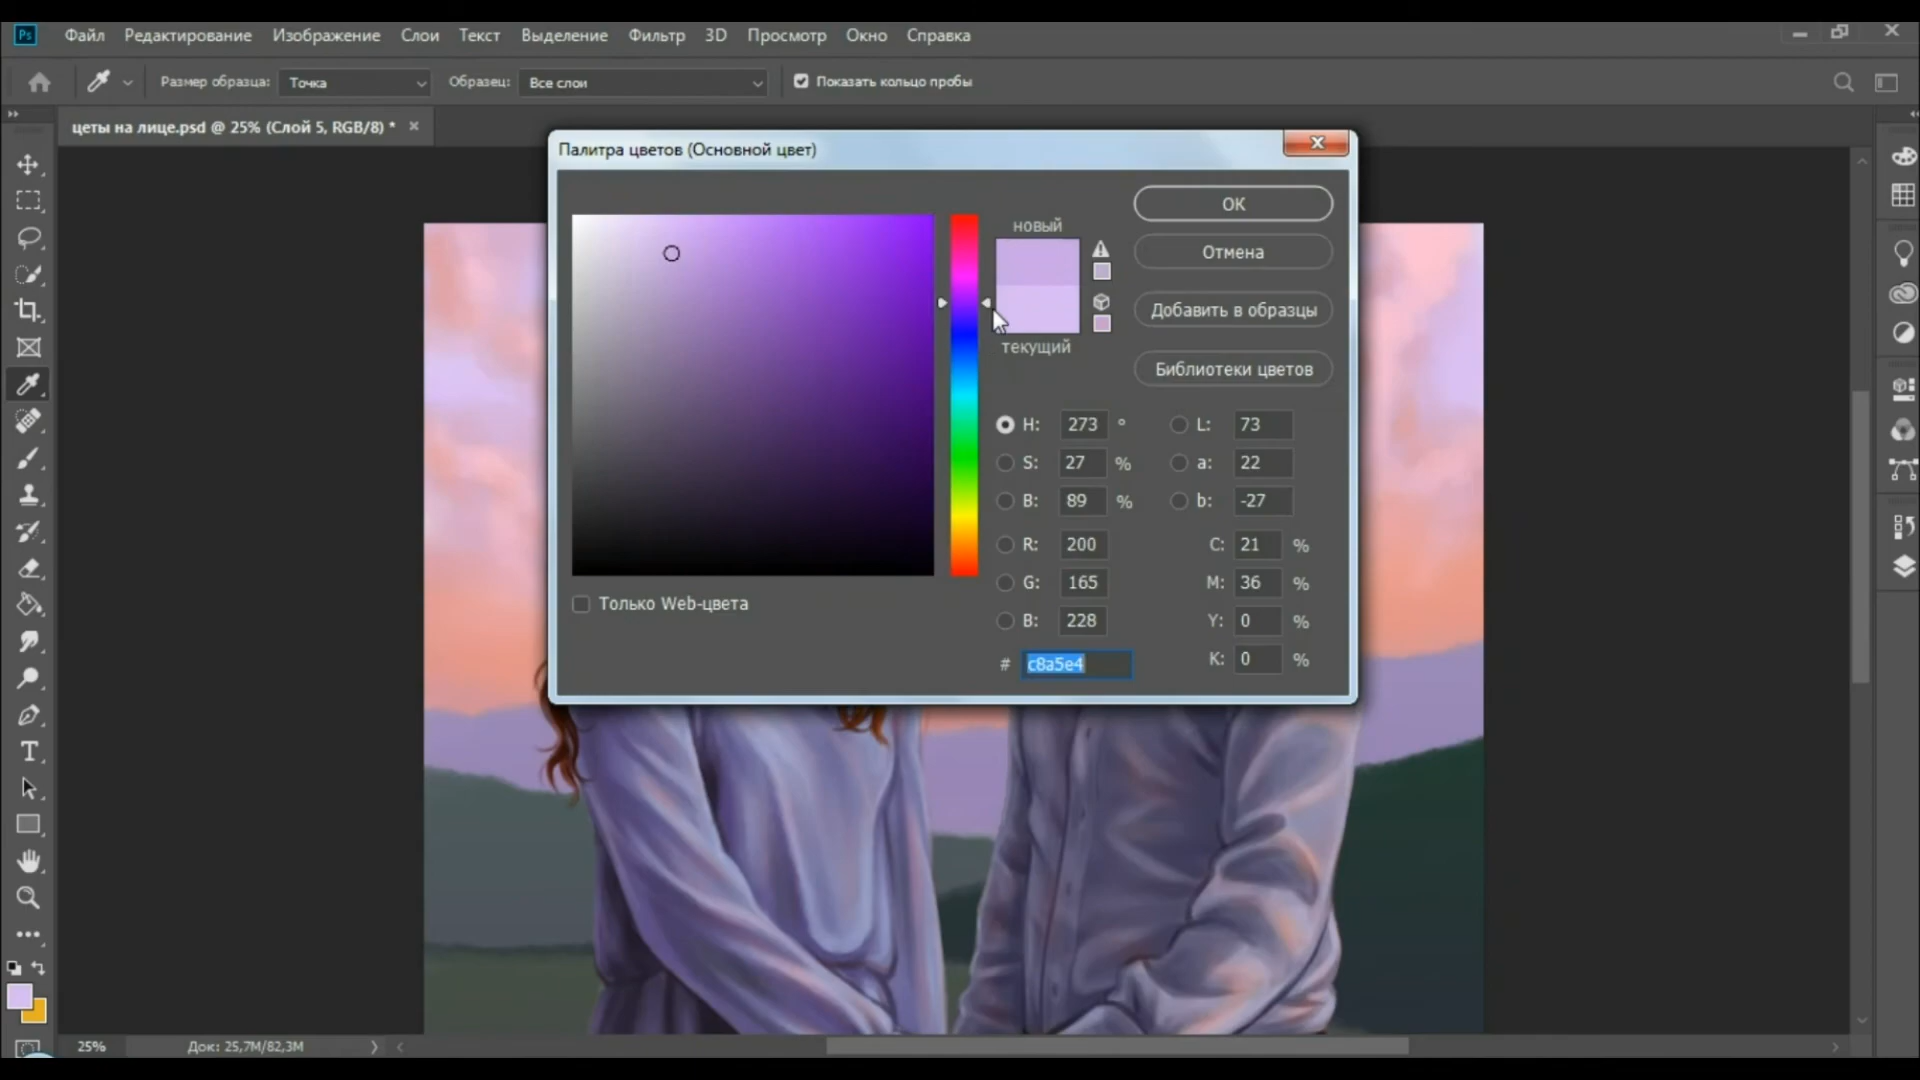 Ps Файл Редактирование Изображение Слои Текст Выделение Фильтр 3D Просмотр Окно Справка
Размер образца: Точка Образец: Все слои Показать кольцо пробы
цеты на лице.psd @ 25% (Слой 5, RGB/8) *
Палитра цветов (Основной цвет)
новый
текущий
OK
Отмена
Добавить в образцы
Библиотеки цветов
H: 273 ° L: 73
S: 27 % a: 22
B: 89 % b: -27
R: 200 C: 21 %
G: 165 M: 36 %
B: 228 Y: 0 %
# c8a5e4 K: 0 %
Только Web-цвета
25% Док: 25,7M/82,3M